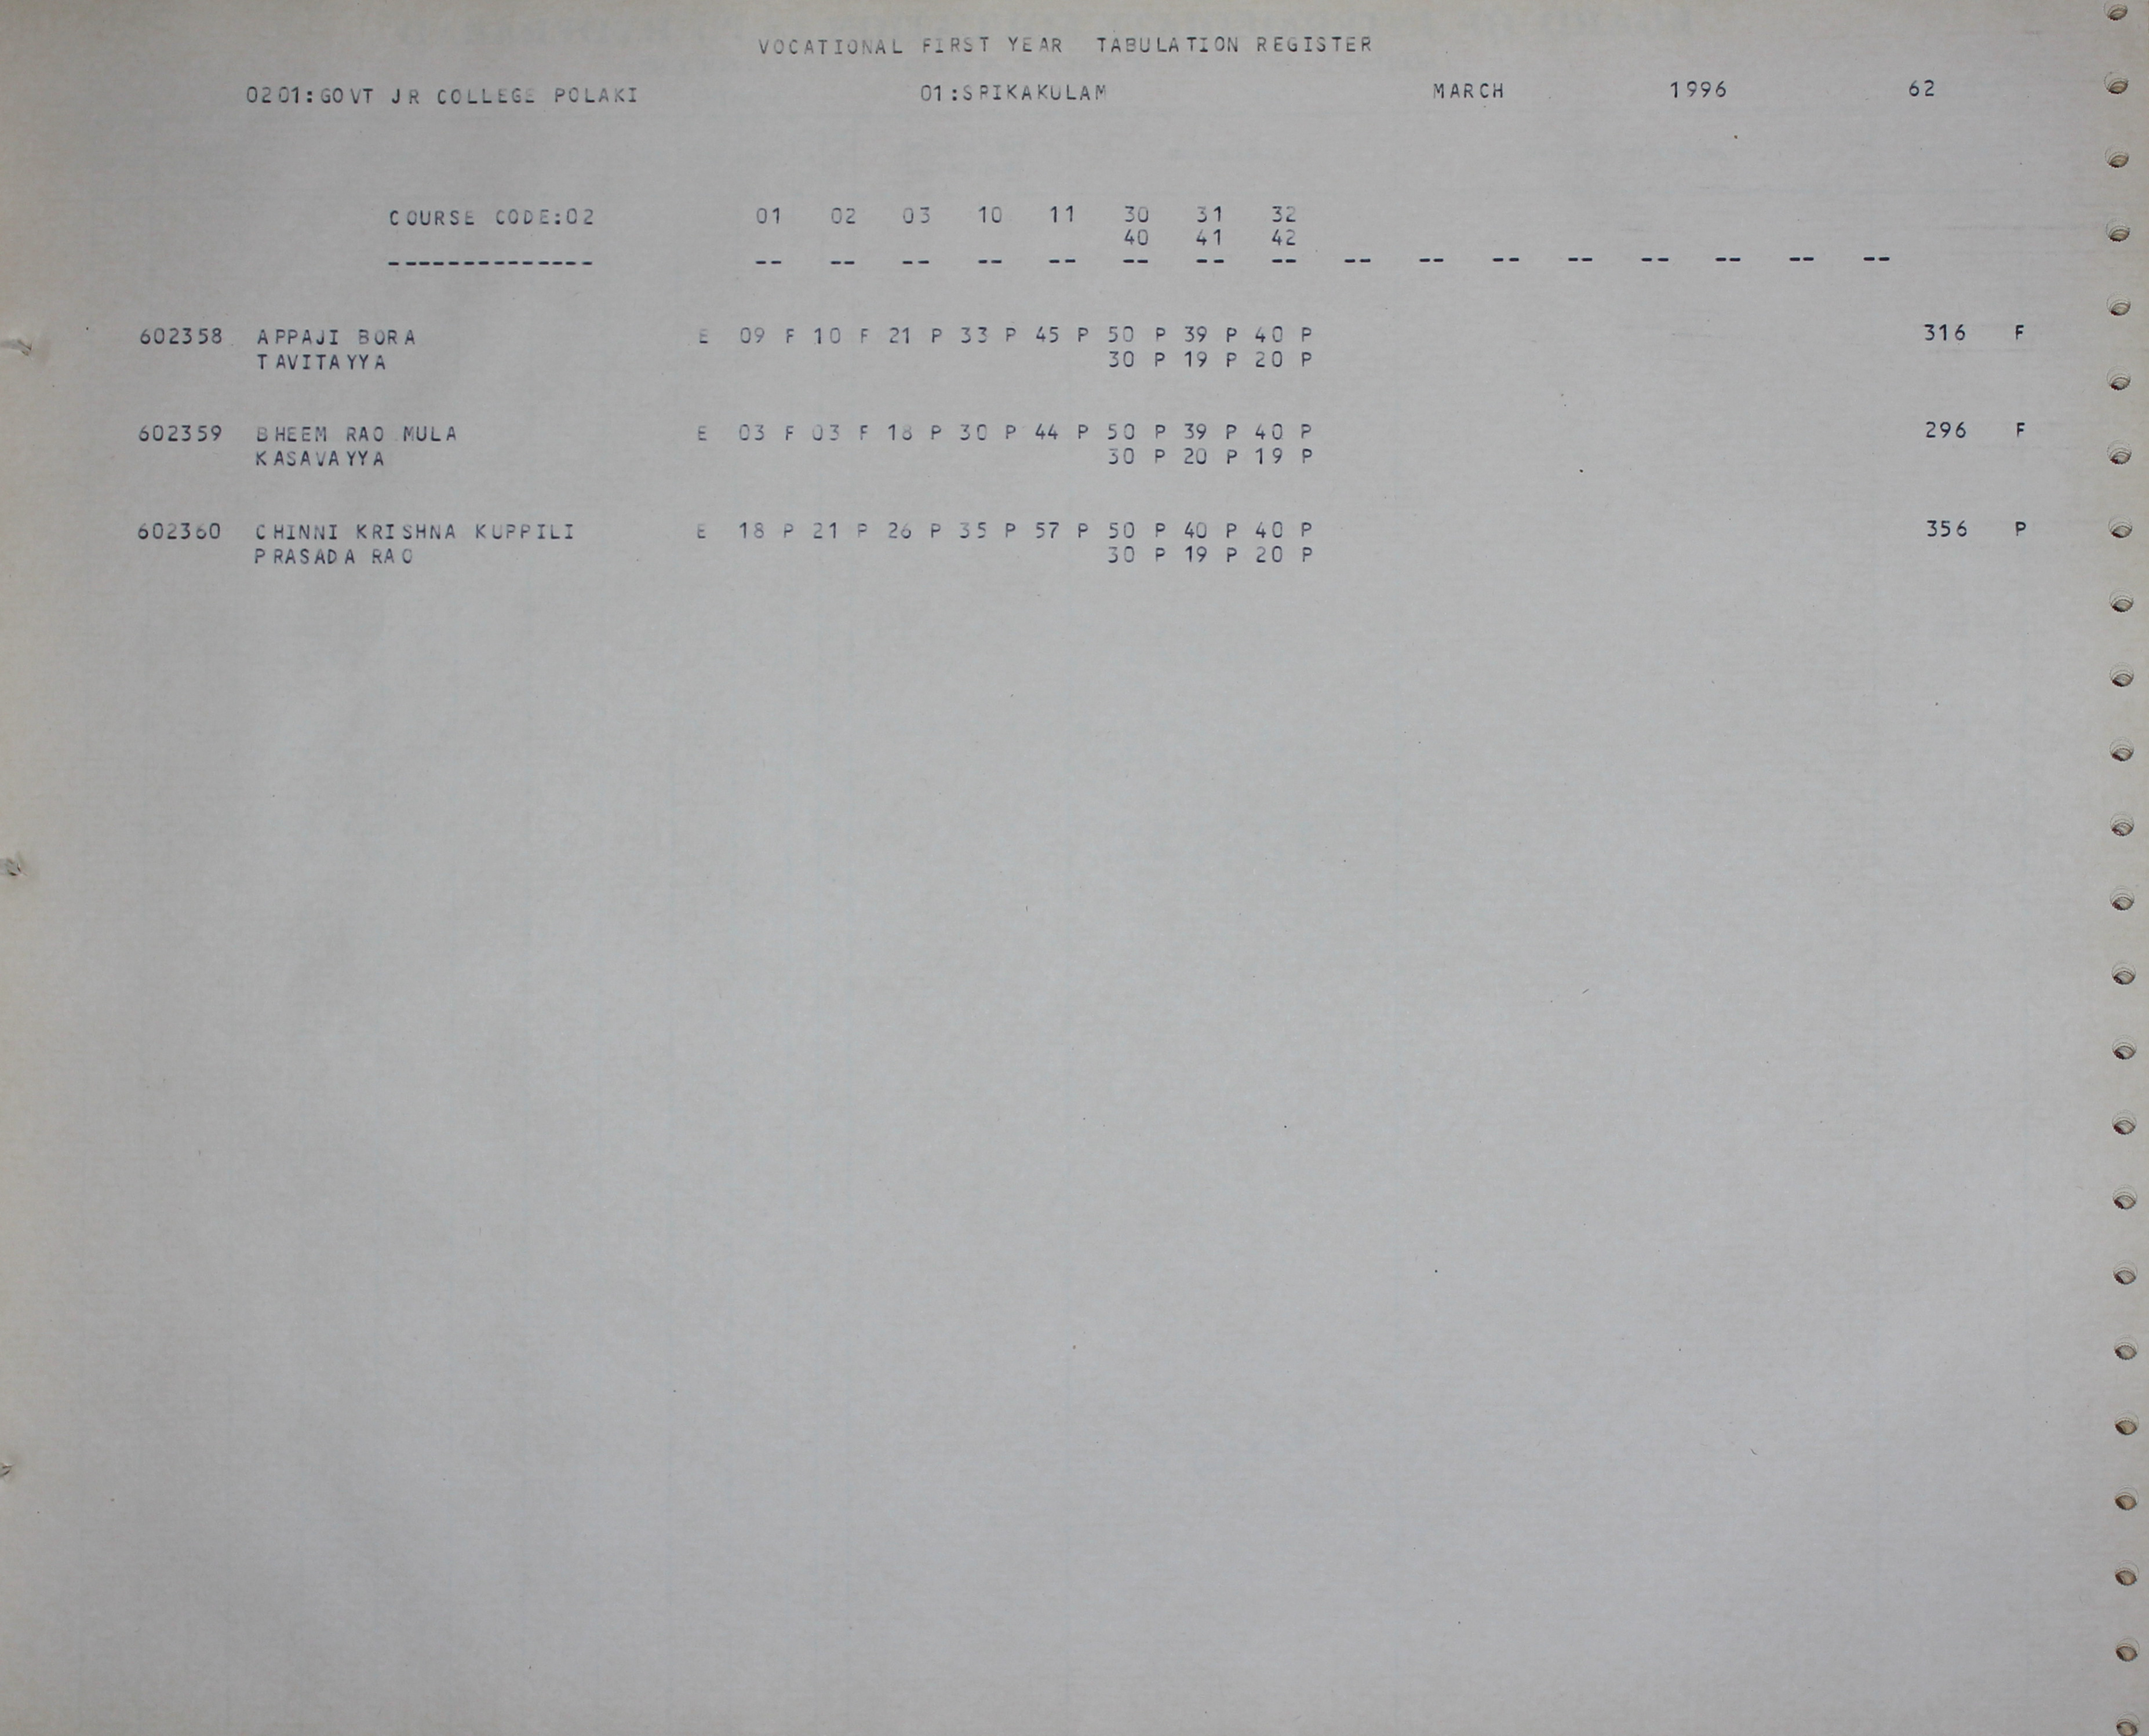 VOCATIONAL FIRST YEAR TABULATION REGISTER
0201:GOVT JR COLLEGE POLAKI 01:SRIKAKULAM MARCH 1996 62
COURSE CODE:02 01 02 03 10 11 30 31 32
40 41 42
-------------- -- -- -- -- -- -- -- -- -- -- -- -- -- -- -- --
602358 APPAJI BORA E 09 F 10 F 21 P 33 P 45 P 50 P 39 P 40 P 316 F
TAVITAYYA 30 P 19 P 20 P
602359 BHEEM RAO MULA E 03 F 03 F 18 P 30 P 44 P 50 P 39 P 40 P 296 F
KASAVAYYA 30 P 20 P 19 P
602360 CHINNI KRISHNA KUPPILI E 18 P 21 P 26 P 35 P 57 P 50 P 40 P 40 P 356 P
PRASADA RAO 30 P 19 P 20 P